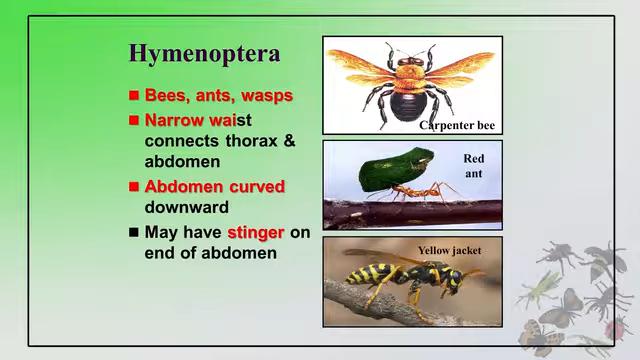 Hymenoptera
Bees, ants, wasps
Narrow waist
connects thorax &
abdomen
Abdomen curved
downward
May have stinger on
end of abdomen
Carpenter bee
Red
ant
Yellow jacket